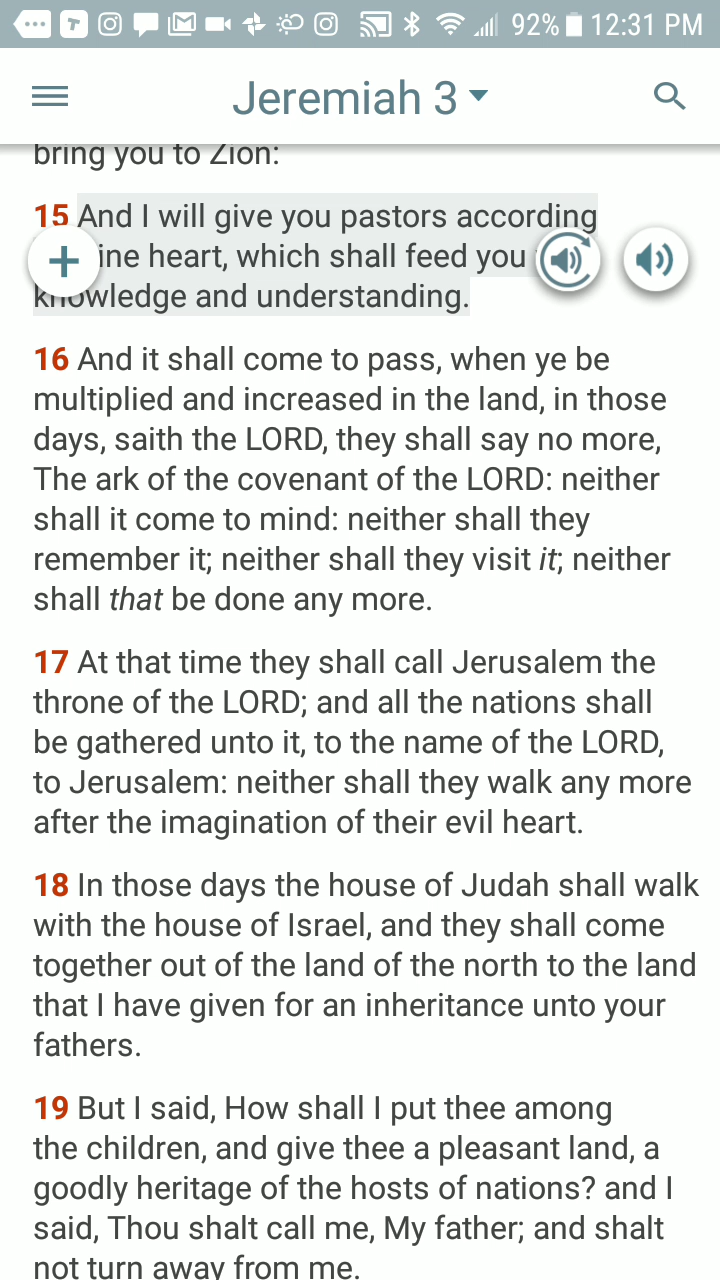 92% 12:31 PM
Jeremiah 3
bring you to Zion:
15 And I will give you pastors according
ine heart, which shall feed you
knowledge and understanding.
16 And it shall come to pass, when ye be
multiplied and increased in the land, in those
days, saith the LORD, they shall say no more,
The ark of the covenant of the LORD: neither
shall it come to mind: neither shall they
remember it; neither shall they visit it; neither
shall that be done any more.
17 At that time they shall call Jerusalem the
throne of the LORD; and all the nations shall
be gathered unto it, to the name of the LORD,
to Jerusalem: neither shall they walk any more
after the imagination of their evil heart.
18 In those days the house of Judah shall walk
with the house of Israel, and they shall come
together out of the land of the north to the land
that I have given for an inheritance unto your
fathers.
19 But I said, How shall I put thee among
the children, and give thee a pleasant land, a
goodly heritage of the hosts of nations? and I
said, Thou shalt call me, My father; and shalt
not turn away from me.